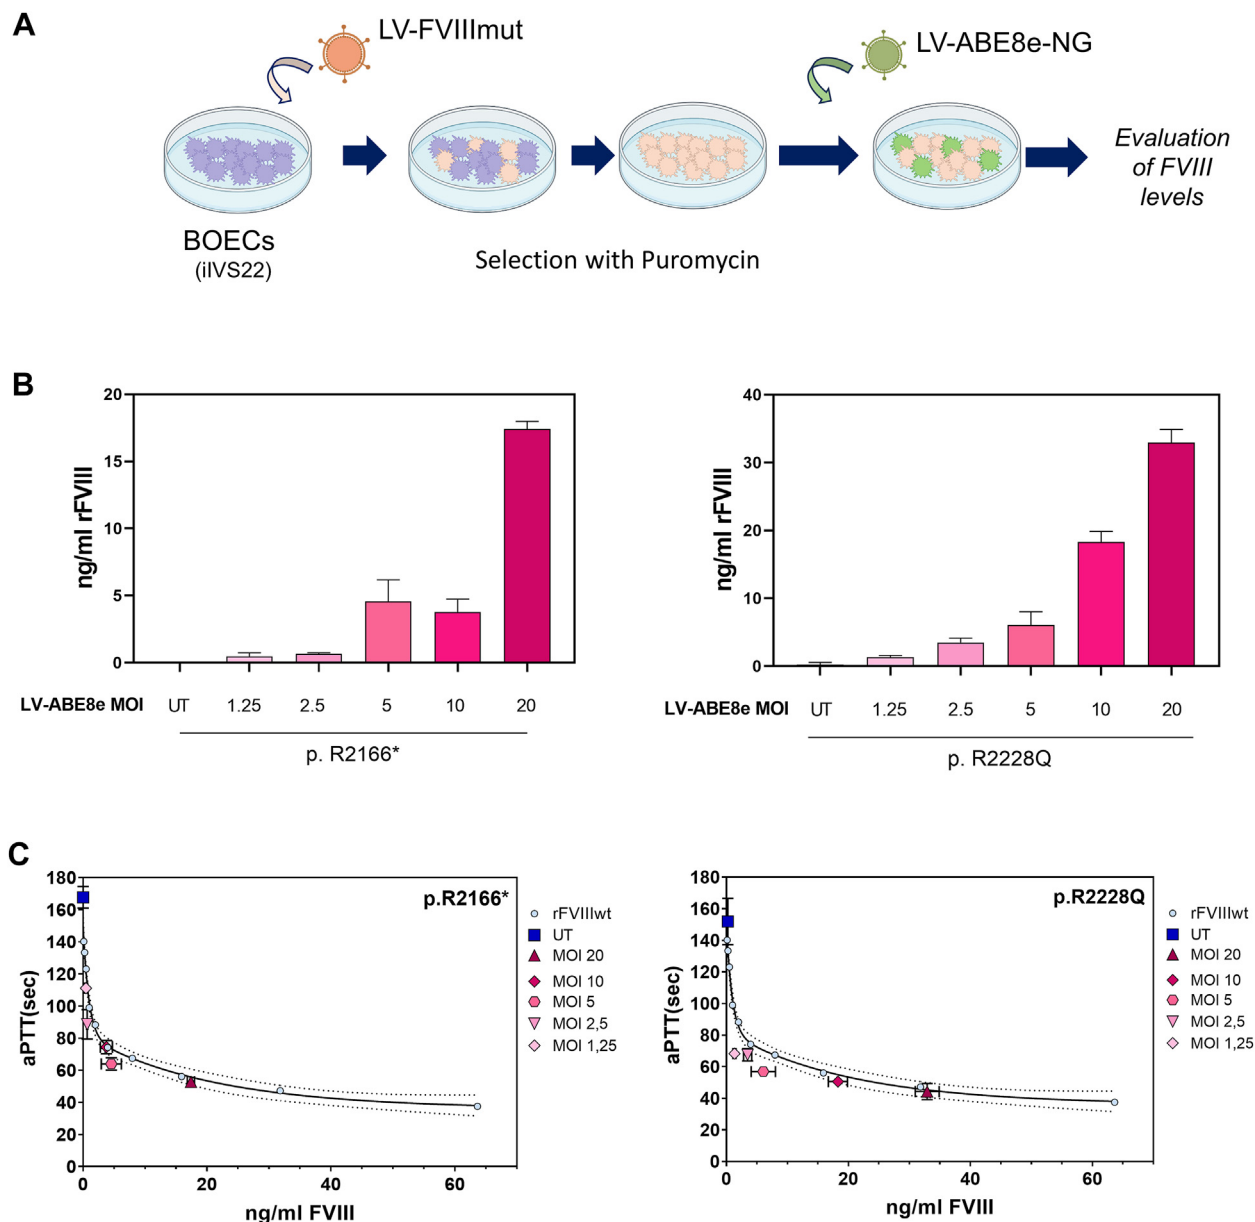 A
LV-FVIIImut
LV-ABE8e-NG
BOECs
(iIVS22)
Selection with Puromycin
Evaluation
of FVIII
levels
B
ng/ml rFVIII
20
15
10
5
0
LV-ABE8e MOI UT 1.25 2.5 5 10 20
p. R2166*
ng/ml rFVIII
40
30
20
10
0
LV-ABE8e MOI UT 1.25 2.5 5 10 20
p. R2228Q
C
aPTT(sec)
180
160
140
120
100
80
60
40
20
0
0 20 40 60
ng/ml FVIII
p.R2166*
rFVIIIwt
UT
MOI 20
MOI 10
MOI 5
MOI 2,5
MOI 1,25
aPTT(sec)
180
160
140
120
100
80
60
40
20
0
0 20 40 60
ng/ml FVIII
p.R2228Q
rFVIIIwt
UT
MOI 20
MOI 10
MOI 5
MOI 2,5
MOI 1,25